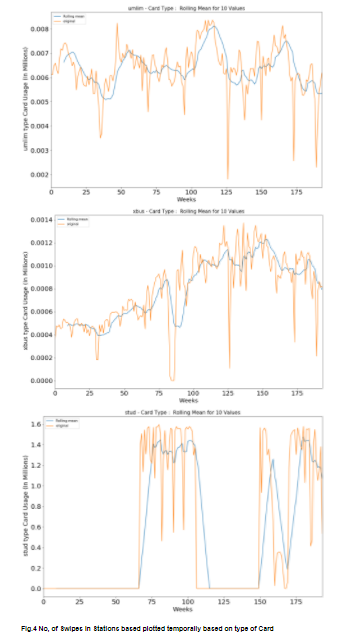 umlim - Card Type : Rolling Mean for 10 Values
Rolling mean
original
umlim type Card Usage (in Millions)
0.008
0.007
0.006
0.005
0.004
0.003
0.002
0 25 50 75 100 125 150 175
Weeks
sbus - Card Type : Rolling Mean for 10 Values
Rolling mean
original
sbus type Card Usage (in Millions)
0.0014
0.0012
0.0010
0.0008
0.0006
0.0004
0.0002
0.0000
0 25 50 75 100 125 150 175
Weeks
stud - Card Type : Rolling Mean for 10 Values
Rolling mean
original
stud type Card Usage (in Millions)
1.6
1.4
1.2
1.0
0.8
0.6
0.4
0.2
0.0
0 25 50 75 100 125 150 175
Weeks
Fig.4 No, of Swipes in Stations based plotted temporally based on type of Card